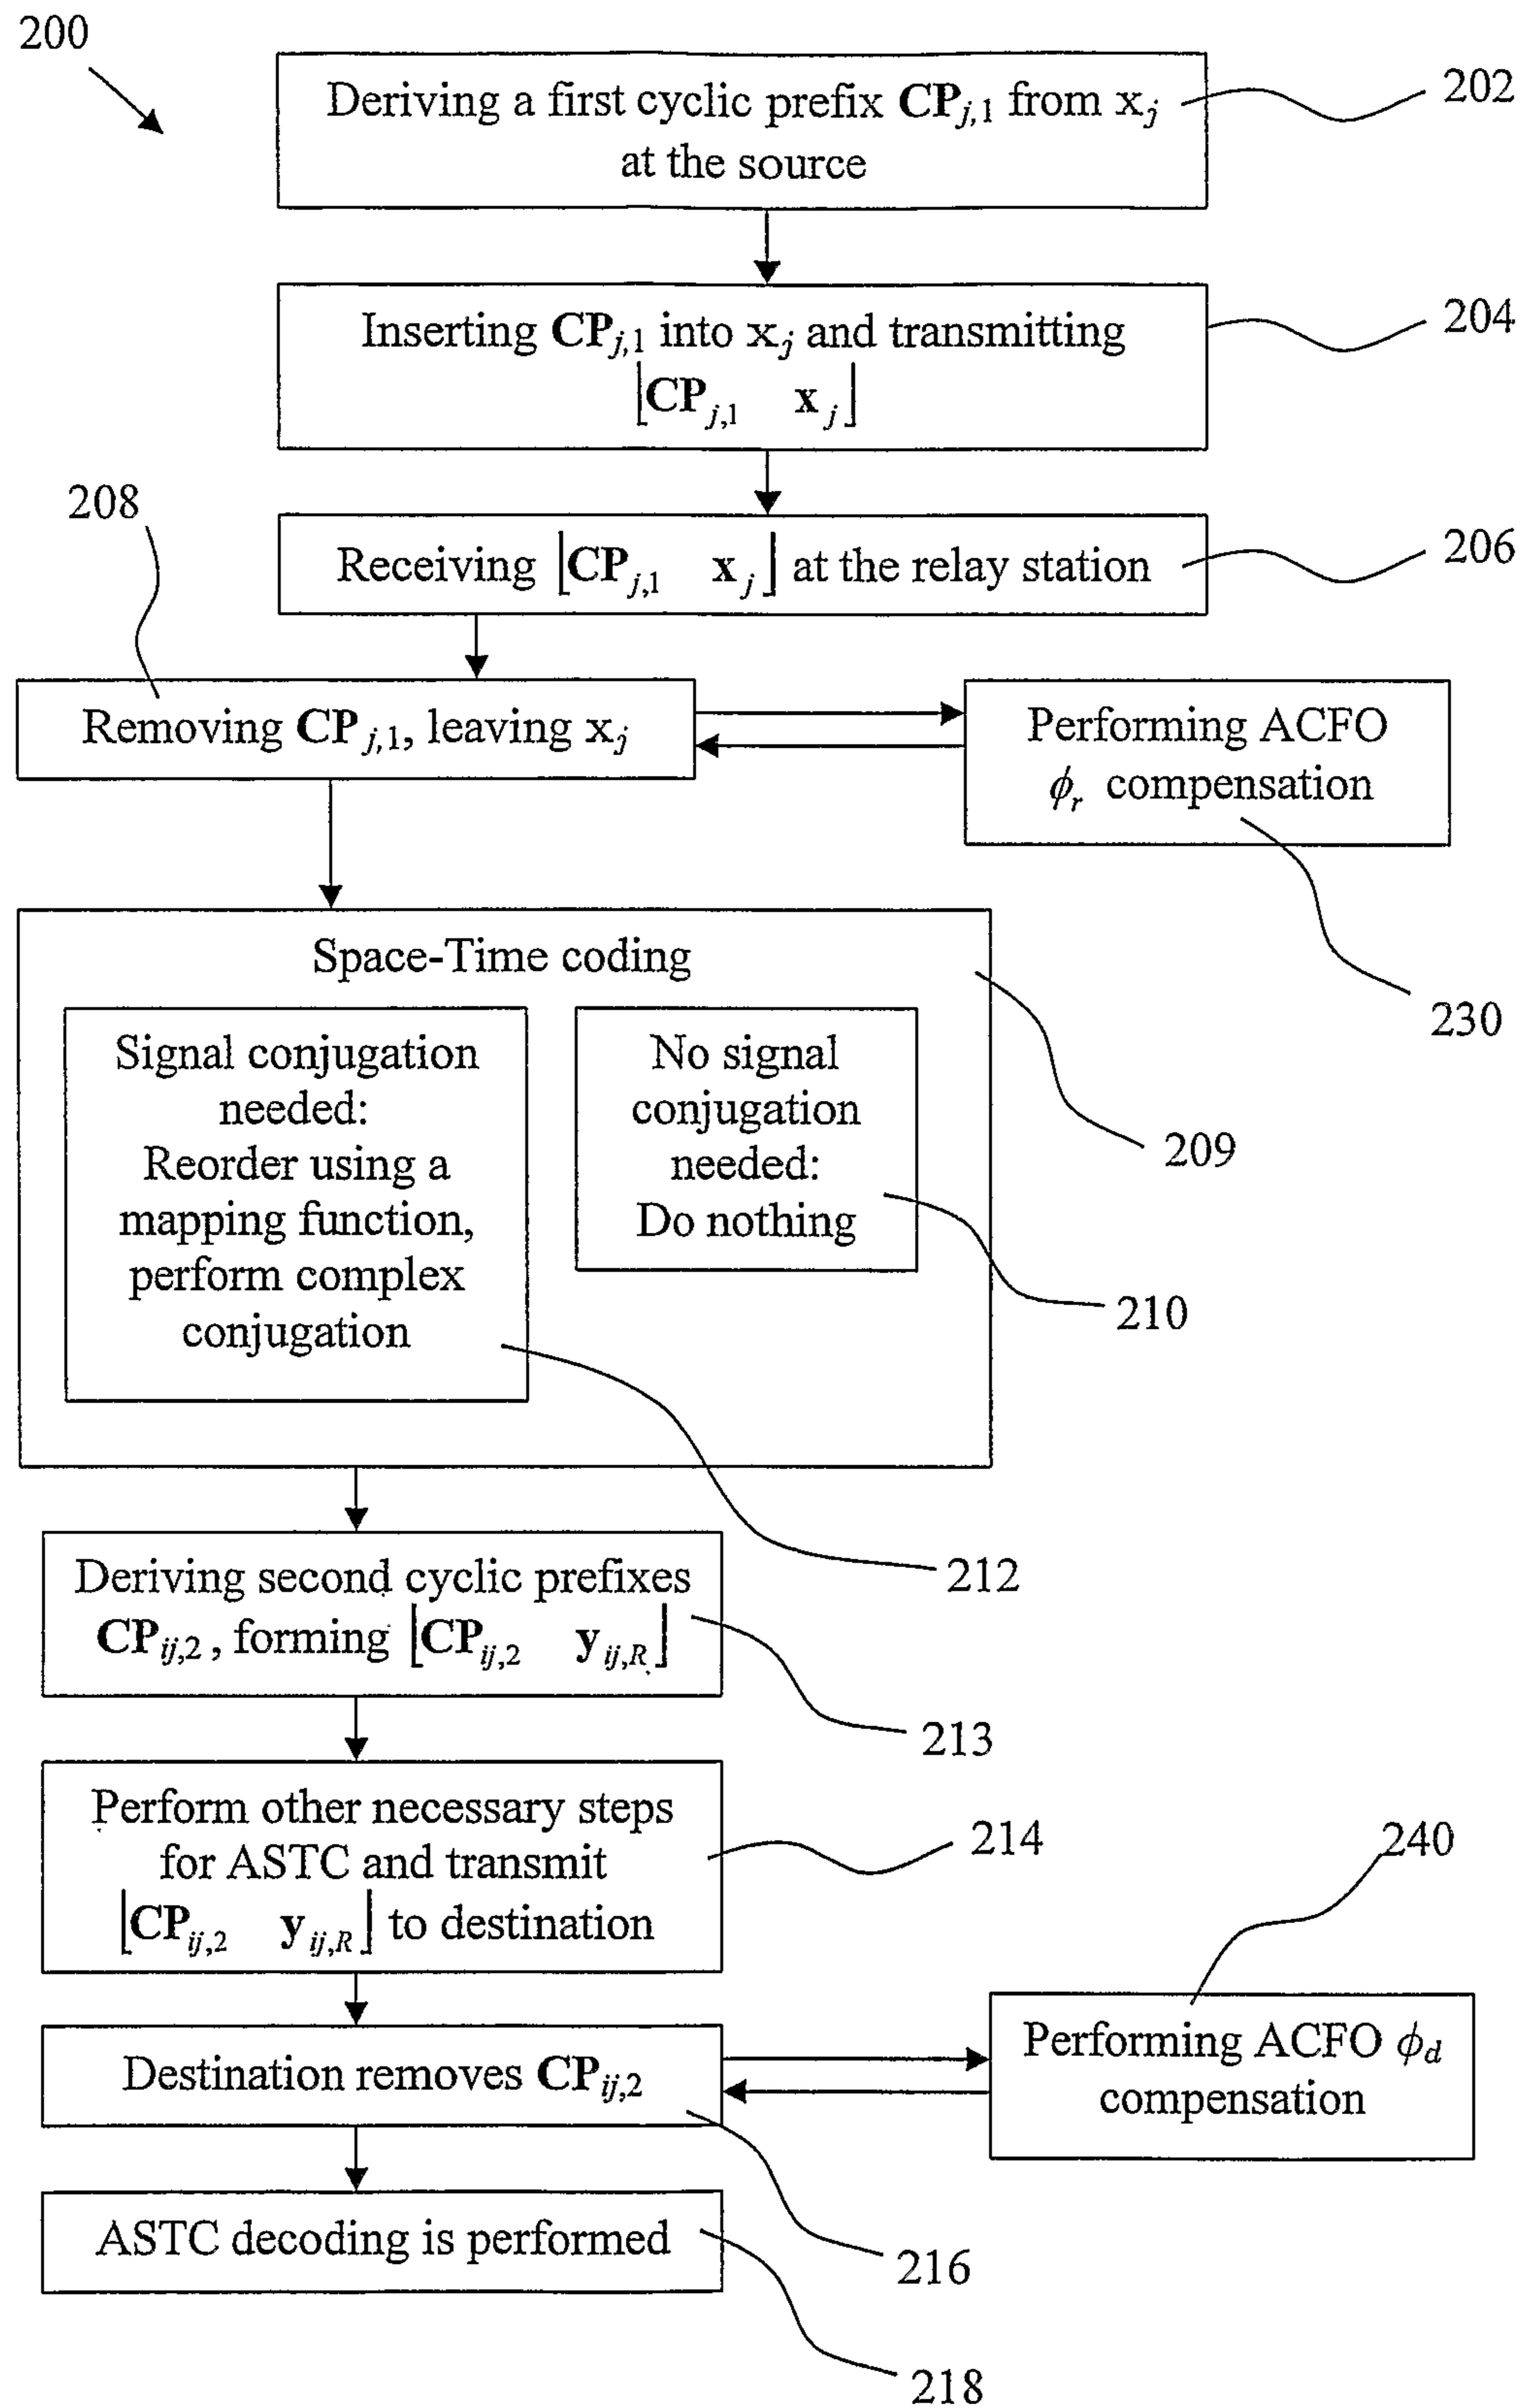 200
Deriving a first cyclic prefix CP_{j,1} from x_j
at the source
202
Inserting CP_{j,1} into x_j and transmitting
⌊CP_{j,1} x_j⌋
204
208
Receiving ⌊CP_{j,1} x_j⌋ at the relay station
206
Removing CP_{j,1}, leaving x_j
Performing ACFO
ϕ_r compensation
230
Space-Time coding
209
Signal conjugation
needed:
Reorder using a
mapping function,
perform complex
conjugation
No signal
conjugation
needed:
Do nothing
210
212
Deriving second cyclic prefixes
CP_{ij,2}, forming ⌊CP_{ij,2} y_{ij,R}⌋
213
Perform other necessary steps
for ASTC and transmit
⌊CP_{ij,2} y_{ij,R}⌋ to destination
214
240
Destination removes CP_{ij,2}
Performing ACFO ϕ_d
compensation
216
ASTC decoding is performed
218